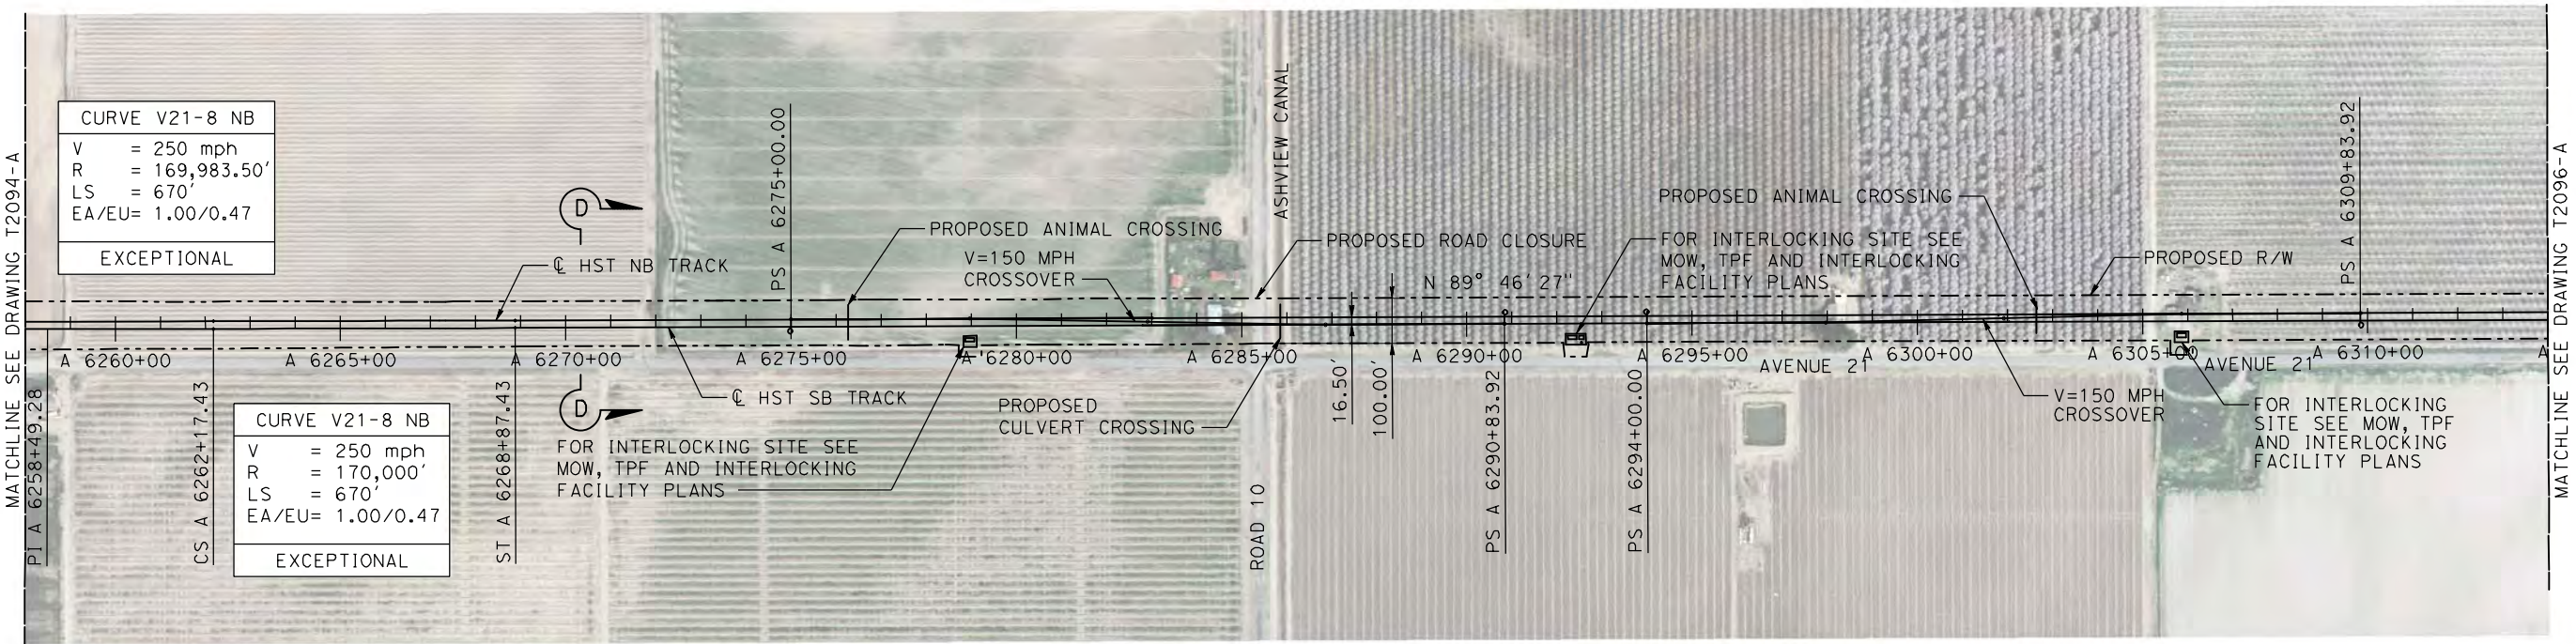 MATCHLINE SEE DRAWING T2094-A
CURVE V21-8 NB
V = 250 mph
R = 169,983.50'
LS = 670'
EA/EU= 1.00/0.47
EXCEPTIONAL
D
℄ HST NB TRACK
PS A 6275+00.00
PROPOSED ANIMAL CROSSING
V=150 MPH
CROSSOVER
ASHVIEW CANAL
PROPOSED ROAD CLOSURE
N 89° 46' 27"
PROPOSED ANIMAL CROSSING
FOR INTERLOCKING SITE SEE
MOW, TPF AND INTERLOCKING
FACILITY PLANS
PROPOSED R/W
PS A 6309+83.92
MATCHLINE SEE DRAWING T2096-A
A 6260+00
A 6265+00
A 6270+00
A 6275+00
A 6280+00
A 6285+00
A 6290+00
A 6295+00
A 6300+00
A 6305+00
A 6310+00
A
AVENUE 21
AVENUE 21
PI A 6258+49.28
CS A 6262+17.43
CURVE V21-8 NB
V = 250 mph
R = 170,000'
LS = 670'
EA/EU= 1.00/0.47
EXCEPTIONAL
ST A 6268+87.43
D
℄ HST SB TRACK
FOR INTERLOCKING SITE SEE
MOW, TPF AND INTERLOCKING
FACILITY PLANS
PROPOSED
CULVERT CROSSING
ROAD 10
16.50'
100.00'
PS A 6290+83.92
PS A 6294+00.00
V=150 MPH
CROSSOVER
FOR INTERLOCKING
SITE SEE MOW, TPF
AND INTERLOCKING
FACILITY PLANS